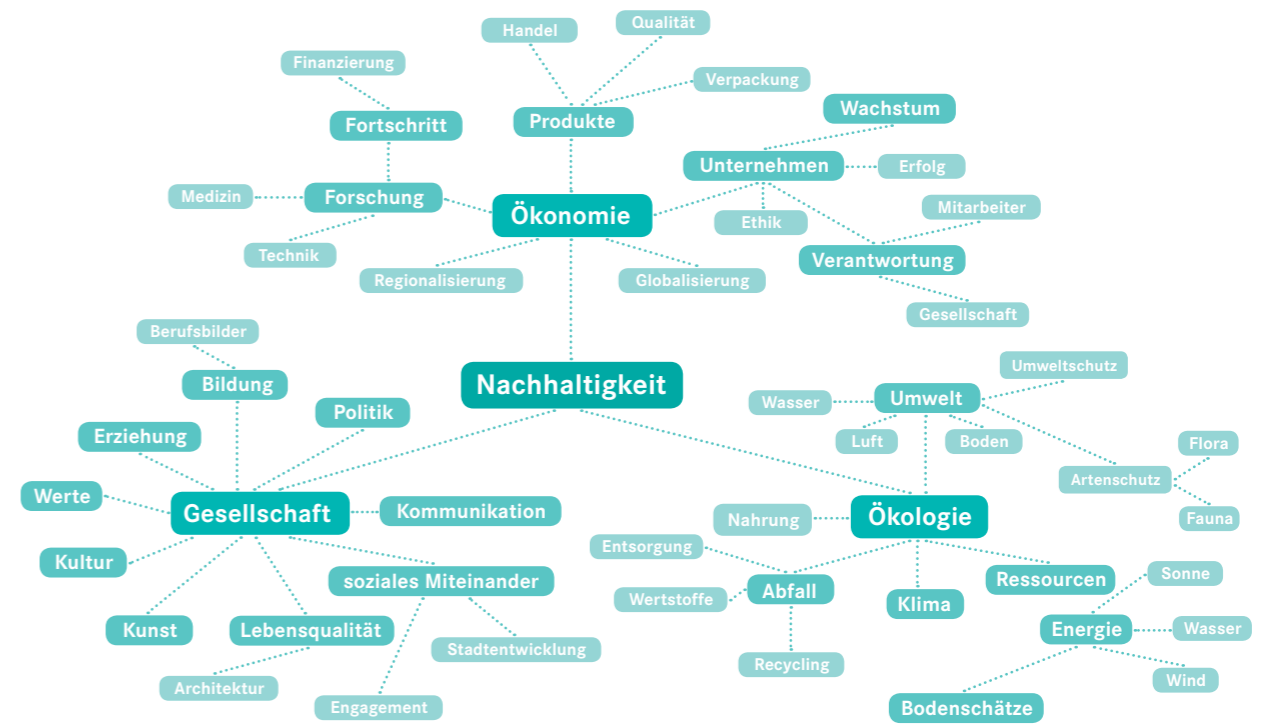 Handel
Qualität
Finanzierung
Verpackung
Wachstum
Fortschritt
Produkte
Unternehmen
Erfolg
Medizin
Forschung
Ökonomie
Ethik
Mitarbeiter
Technik
Verantwortung
Regionalisierung
Globalisierung
Gesellschaft
Berufsbilder
Bildung
Nachhaltigkeit
Umweltschutz
Politik
Wasser
Umwelt
Erziehung
Luft
Boden
Flora
Artenschutz
Werte
Gesellschaft
Kommunikation
Nahrung
Ökologie
Fauna
Kultur
Entsorgung
soziales Miteinander
Ressourcen
Sonne
Wertstoffe
Abfall
Klima
Kunst
Lebensqualität
Energie
Wasser
Stadtentwicklung
Recycling
Wind
Architektur
Engagement
Bodenschätze